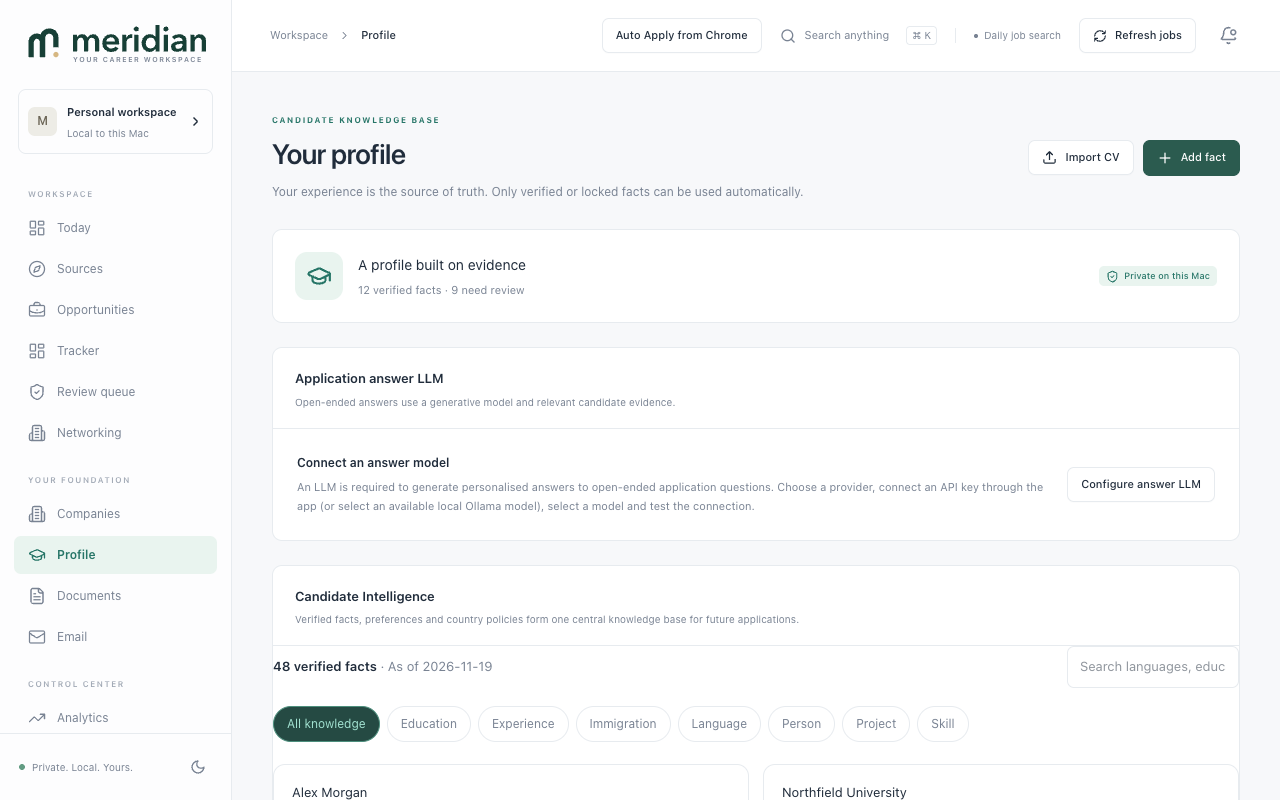 meridian
YOUR CAREER WORKSPACE
M
Personal workspace
Local to this Mac
WORKSPACE
Today
Sources
Opportunities
Tracker
Review queue
Networking
YOUR FOUNDATION
Companies
Profile
Documents
Email
CONTROL CENTER
Analytics
Private. Local. Yours.
Workspace > Profile
Auto Apply from Chrome
Search anything
⌘ K
Daily job search
Refresh jobs
CANDIDATE KNOWLEDGE BASE
Your profile
Your experience is the source of truth. Only verified or locked facts can be used automatically.
Import CV
Add fact
A profile built on evidence
12 verified facts · 9 need review
Private on this Mac
Application answer LLM
Open-ended answers use a generative model and relevant candidate evidence.
Connect an answer model
An LLM is required to generate personalised answers to open-ended application questions. Choose a provider, connect an API key through the
app (or select an available local Ollama model), select a model and test the connection.
Configure answer LLM
Candidate Intelligence
Verified facts, preferences and country policies form one central knowledge base for future applications.
48 verified facts · As of 2026-11-19
Search languages, educ
All knowledge
Education
Experience
Immigration
Language
Person
Project
Skill
Alex Morgan
Northfield University